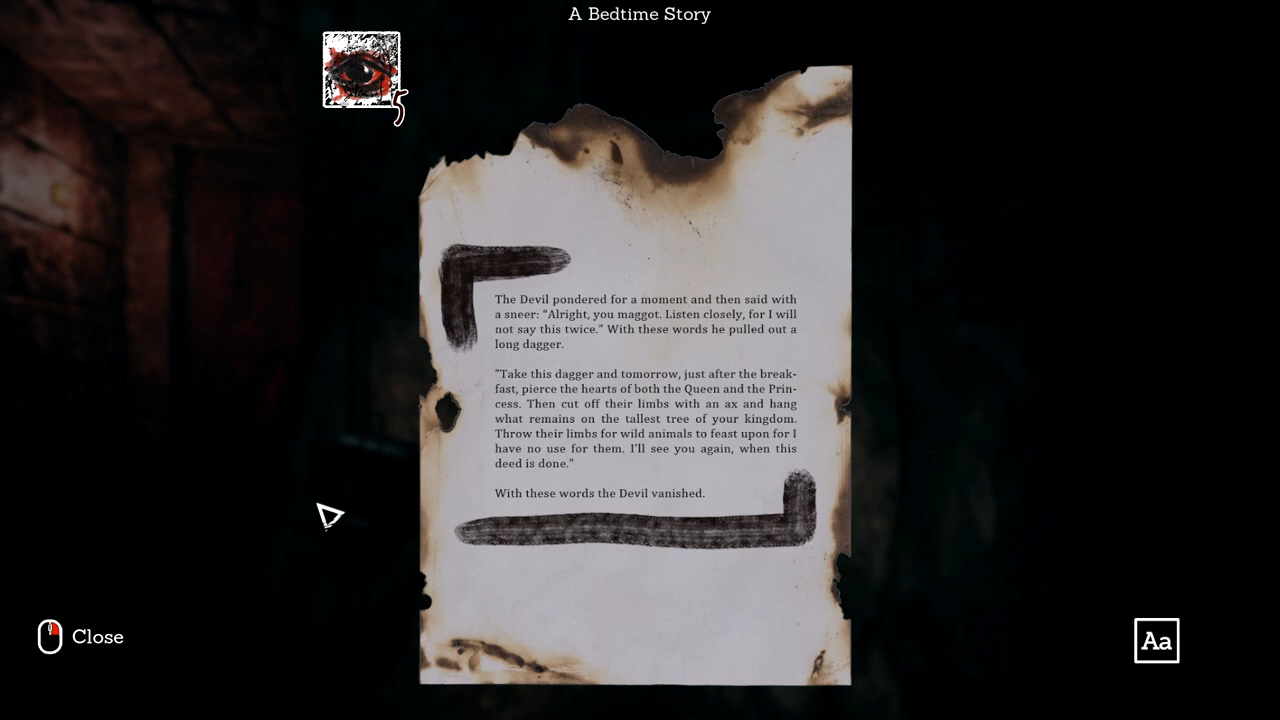 A Bedtime Story
5
The Devil pondered for a moment and then said with
a sneer: “Alright, you maggot. Listen closely, for I will
not say this twice.” With these words he pulled out a
long dagger.
”Take this dagger and tomorrow, just after the break-
fast, pierce the hearts of both the Queen and the Prin-
cess. Then cut off their limbs with an ax and hang
what remains on the tallest tree of your kingdom.
Throw their limbs for wild animals to feast upon for I
have no use for them. I’ll see you again, when this
deed is done.”
With these words the Devil vanished.
Close
Aa